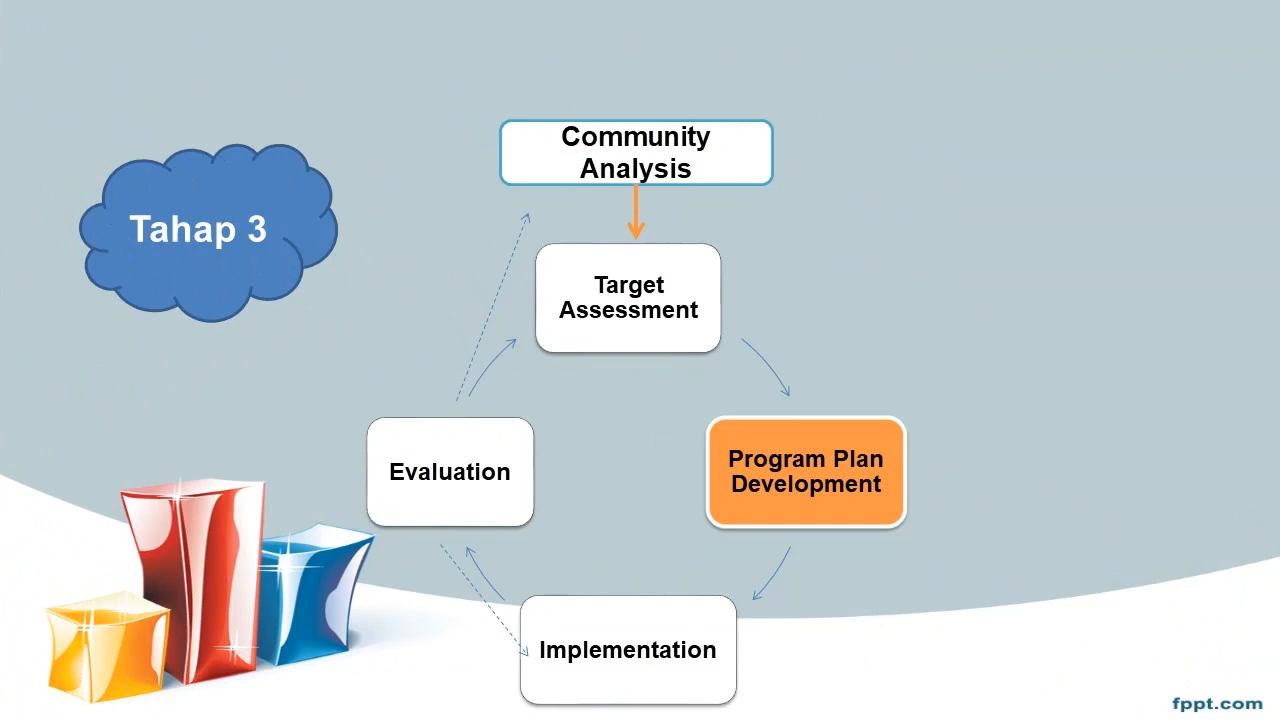 Community
Analysis
Tahap 3
Target
Assessment
Evaluation
Program Plan
Development
Implementation
fppt.com